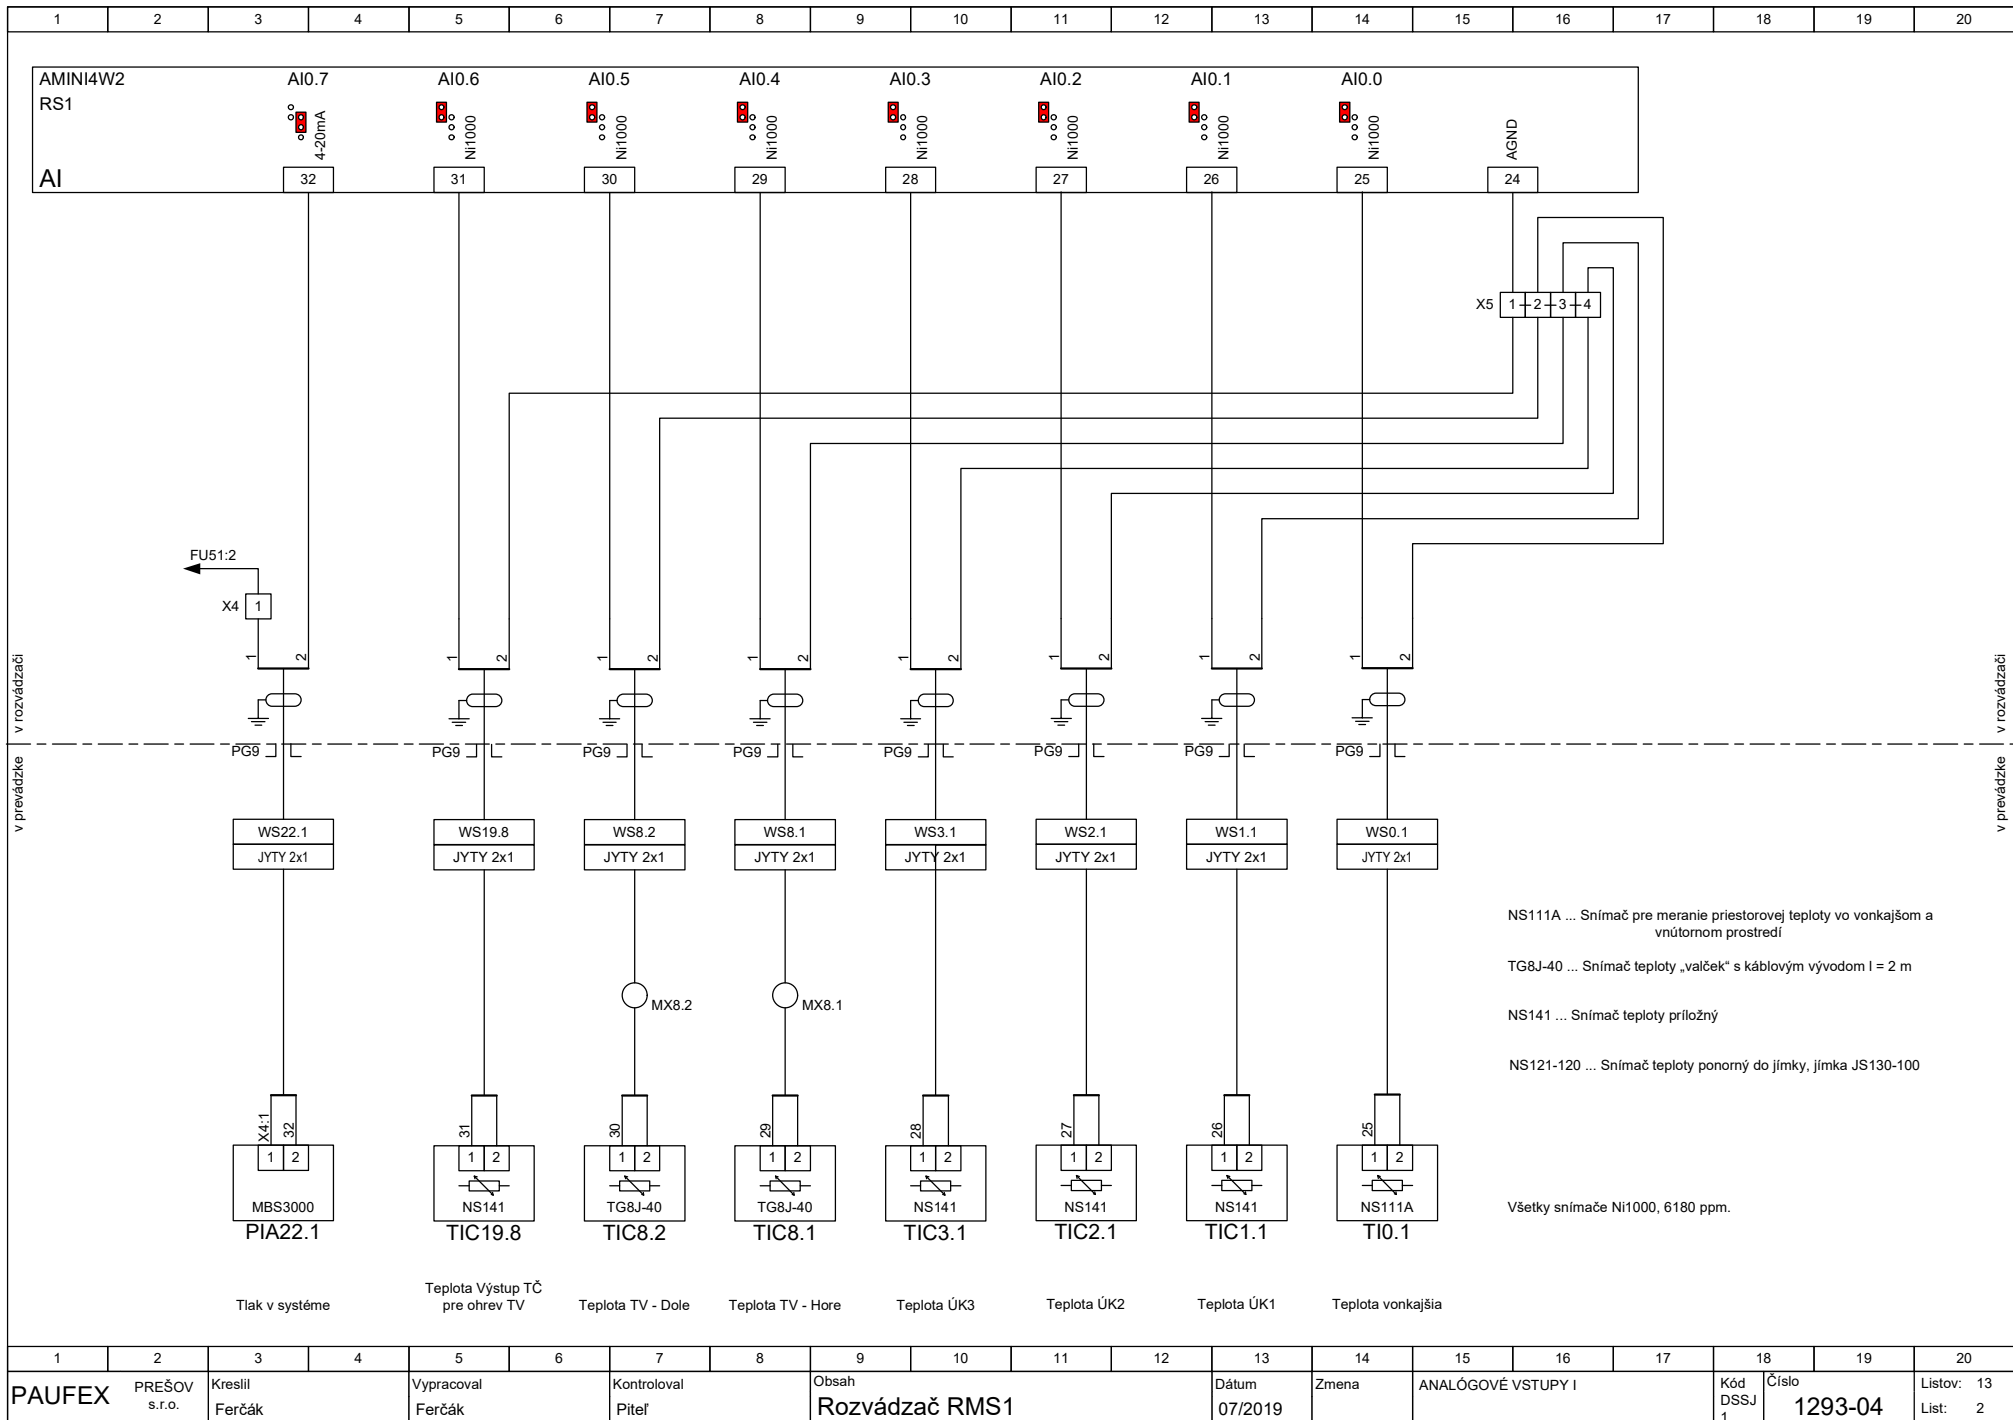 1 2 3 4 5 6 7 8 9 10 11 12 13 14 15 16 17 18 19 20
AMINI4W2 AI0.7 AI0.6 AI0.5 AI0.4 AI0.3 AI0.2 AI0.1 AI0.0
RS1
4-20mA Ni1000 Ni1000 Ni1000 Ni1000 Ni1000 Ni1000 Ni1000 AGND
AI 32 31 30 29 28 27 26 25 24
X5 1 2 3 4
FU51:2
X4 1
1 2 1 2 1 2 1 2 1 2 1 2 1 2 1 2
v rozvádzači v rozvádzači
PG9 PG9 PG9 PG9 PG9 PG9 PG9 PG9
v prevádzke v prevádzke
WS22.1 WS19.8 WS8.2 WS8.1 WS3.1 WS2.1 WS1.1 WS0.1
JYTY 2x1 JYTY 2x1 JYTY 2x1 JYTY 2x1 JYTY 2x1 JYTY 2x1 JYTY 2x1 JYTY 2x1
NS111A ... Snímač pre meranie priestorovej teploty vo vonkajšom a
vnútornom prostredí
TG8J-40 ... Snímač teploty „valček“ s káblovým vývodom l = 2 m
MX8.2 MX8.1
NS141 ... Snímač teploty príložný
NS121-120 ... Snímač teploty ponorný do jímky, jímka JS130-100
X4:1 32 31 30 29 28 27 26 25
1 2 1 2 1 2 1 2 1 2 1 2 1 2 1 2
MBS3000 NS141 TG8J-40 TG8J-40 NS141 NS141 NS141 NS111A
Všetky snímače Ni1000, 6180 ppm.
PIA22.1 TIC19.8 TIC8.2 TIC8.1 TIC3.1 TIC2.1 TIC1.1 TI0.1
Teplota Výstup TČ
pre ohrev TV
Tlak v systéme Teplota TV - Dole Teplota TV - Hore Teplota ÚK3 Teplota ÚK2 Teplota ÚK1 Teplota vonkajšia
1 2 3 4 5 6 7 8 9 10 11 12 13 14 15 16 17 18 19 20
PAUFEX PREŠOV
s.r.o.
Kreslil
Ferčák
Vypracoval
Ferčák
Kontroloval
Piteľ
Obsah
Rozvádzač RMS1
Dátum
07/2019
Zmena
ANALÓGOVÉ VSTUPY I
Kód
DSSJ
1
Číslo
1293-04
Listov: 13
List: 2